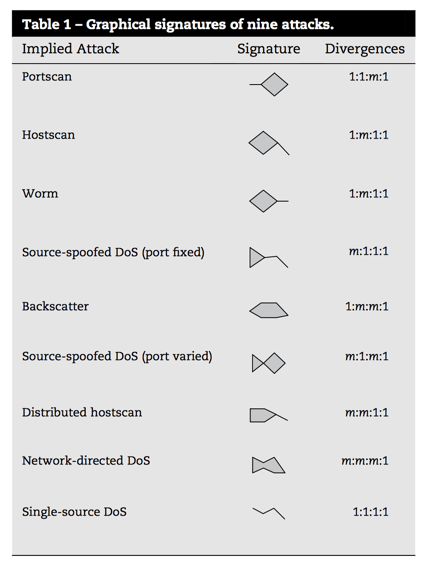 Table 1 – Graphical signatures of nine attacks.
Implied Attack Signature Divergences
Portscan 1:1:m:1
Hostscan 1:m:1:1
Worm 1:m:1:1
Source-spoofed DoS (port fixed) m:1:1:1
Backscatter 1:m:m:1
Source-spoofed DoS (port varied) m:1:m:1
Distributed hostscan m:m:1:1
Network-directed DoS m:m:m:1
Single-source DoS 1:1:1:1